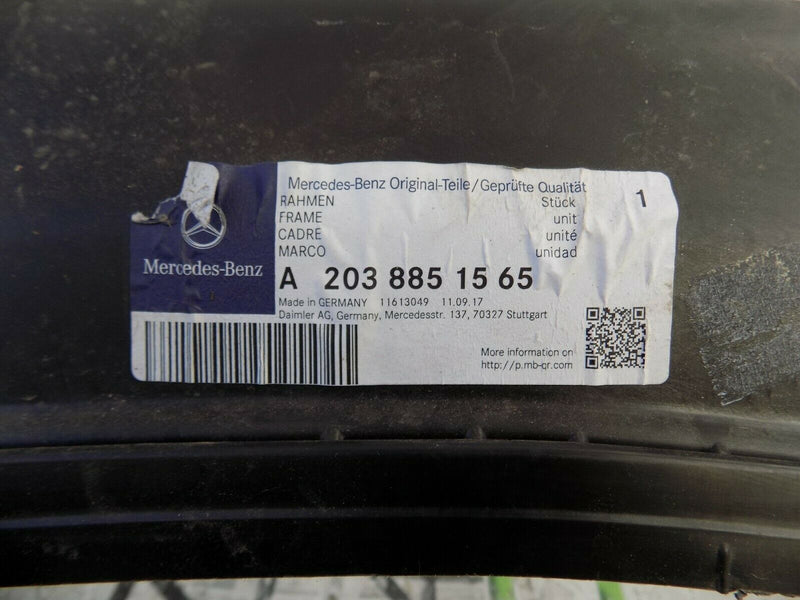 Mercedes-Benz Original-Teile/Geprüfte Qualität
RAHMEN Stück 1
FRAME unit
CADRE unité
MARCO unidad
Mercedes-Benz
A 203 885 15 65
Made in GERMANY 11613049 11.09.17
Daimler AG, Germany, Mercedesstr. 137, 70327 Stuttgart
More information on
http://p.mb-qr.com